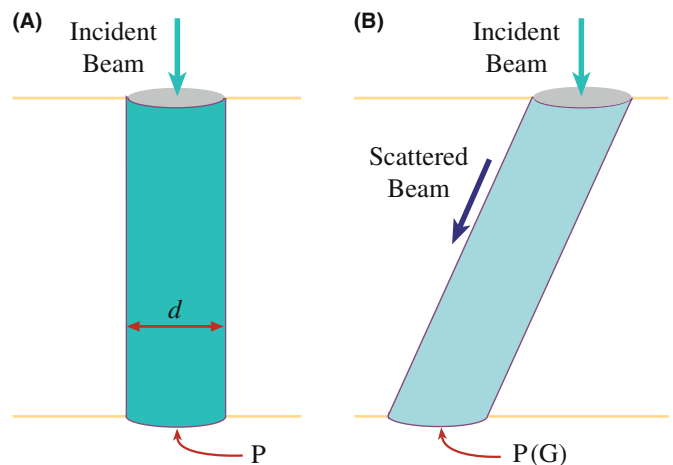 (A)
Incident
Beam
d
P
(B)
Incident
Beam
Scattered
Beam
P(G)